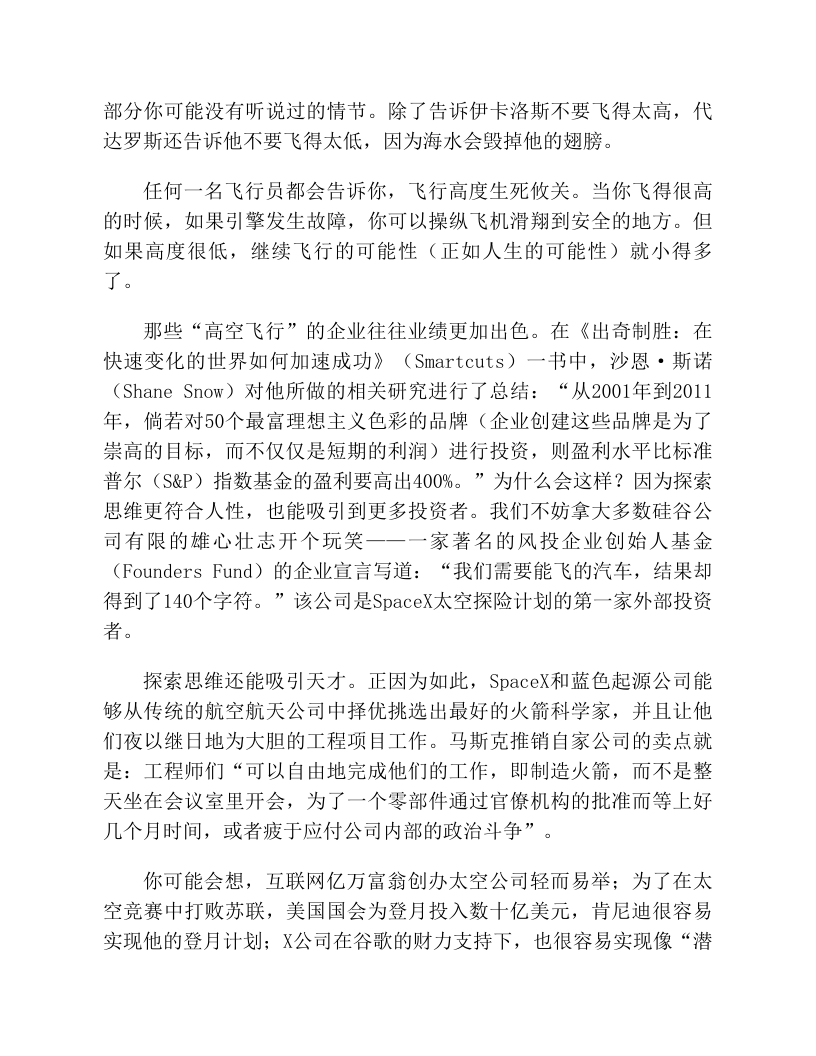 部分你可能没有听说过的情节。除了告诉伊卡洛斯不要飞得太高，代
达罗斯还告诉他不要飞得太低，因为海水会毁掉他的翅膀。
任何一名飞行员都会告诉你，飞行高度生死攸关。当你飞得很高
的时候，如果引擎发生故障，你可以操纵飞机滑翔到安全的地方。但
如果高度很低，继续飞行的可能性（正如人生的可能性）就小得多
了。
那些“高空飞行”的企业往往业绩更加出色。在《出奇制胜：在
快速变化的世界如何加速成功》（Smartcuts）一书中，沙恩·斯诺
（Shane Snow）对他所做的相关研究进行了总结：“从2001年到2011
年，倘若对50个最富理想主义色彩的品牌（企业创建这些品牌是为了
崇高的目标，而不仅仅是短期的利润）进行投资，则盈利水平比标准
普尔（S&P）指数基金的盈利要高出400%。”为什么会这样？因为探索
思维更符合人性，也能吸引到更多投资者。我们不妨拿大多数硅谷公
司有限的雄心壮志开个玩笑——一家著名的风投企业创始人基金
（Founders Fund）的企业宣言写道：“我们需要能飞的汽车，结果却
得到了140个字符。”该公司是SpaceX太空探险计划的第一家外部投资
者。
探索思维还能吸引天才。正因为如此，SpaceX和蓝色起源公司能
够从传统的航空航天公司中择优挑选出最好的火箭科学家，并且让他
们夜以继日地为大胆的工程项目工作。马斯克推销自家公司的卖点就
是：工程师们“可以自由地完成他们的工作，即制造火箭，而不是整
天坐在会议室里开会，为了一个零部件通过官僚机构的批准而等上好
几个月时间，或者疲于应付公司内部的政治斗争”。
你可能会想，互联网亿万富翁创办太空公司轻而易举；为了在太
空竞赛中打败苏联，美国国会为登月投入数十亿美元，肯尼迪很容易
实现他的登月计划；X公司在谷歌的财力支持下，也很容易实现像“潜